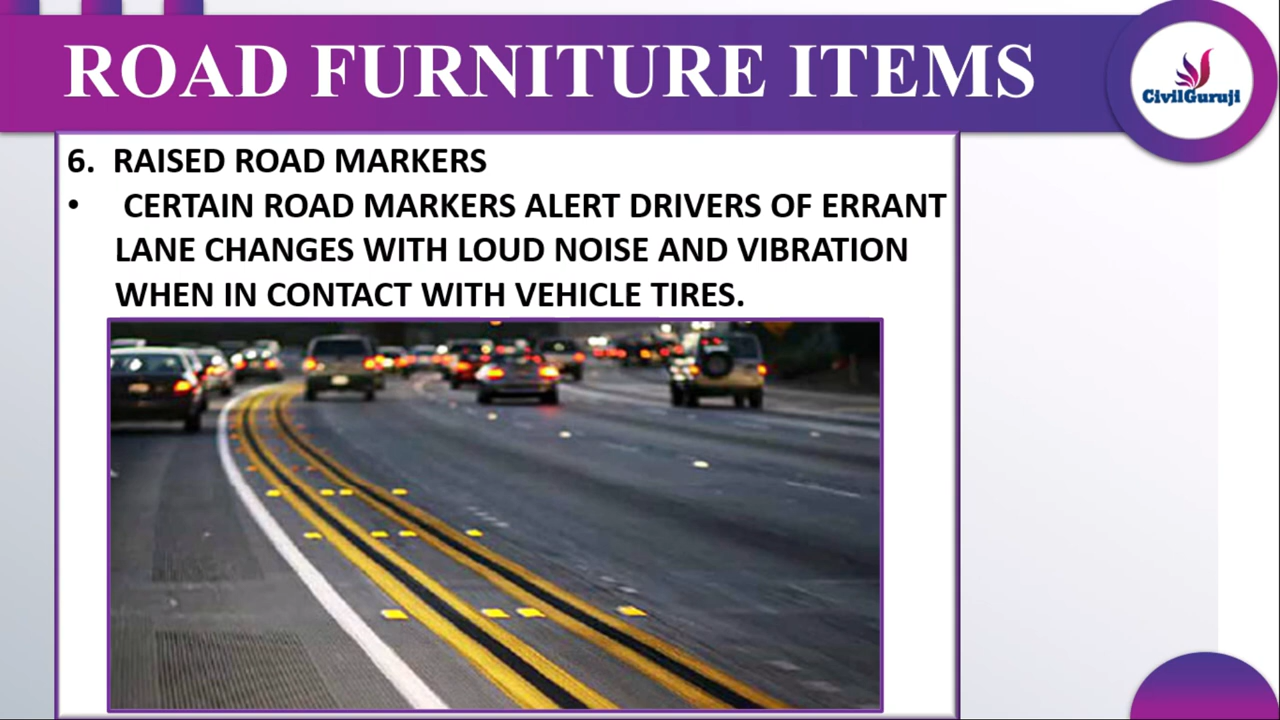 ROAD FURNITURE ITEMS
CivilGuruji
6. RAISED ROAD MARKERS
• CERTAIN ROAD MARKERS ALERT DRIVERS OF ERRANT
LANE CHANGES WITH LOUD NOISE AND VIBRATION
WHEN IN CONTACT WITH VEHICLE TIRES.